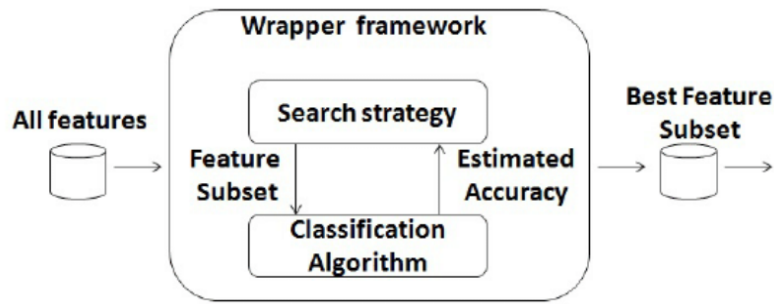 Wrapper framework
All features
Search strategy
Feature
Subset
Estimated
Accuracy
Classification
Algorithm
Best Feature
Subset